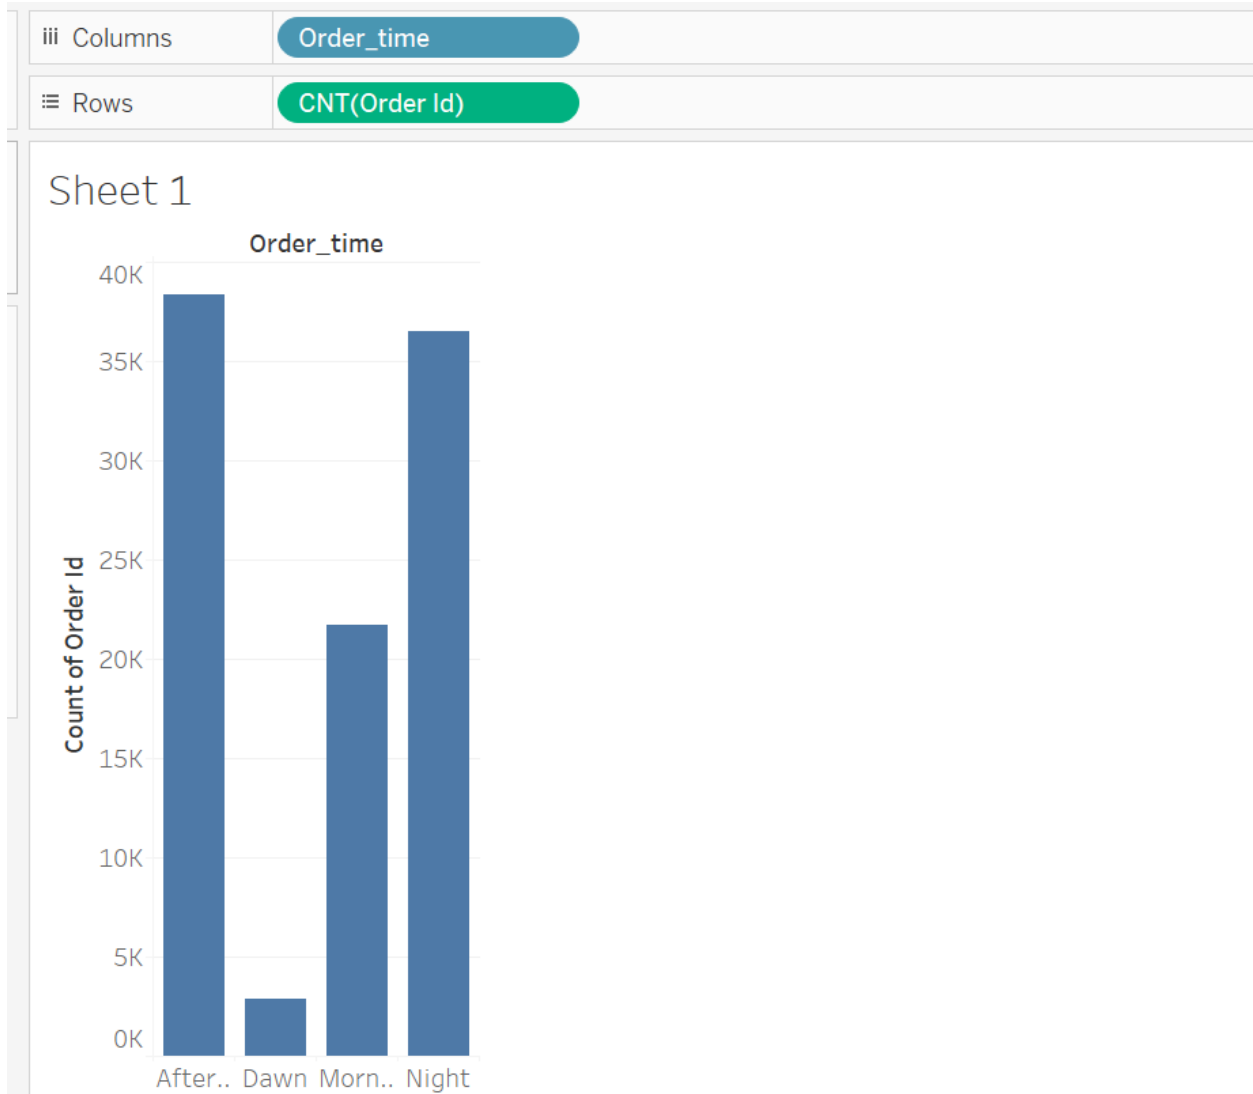 Columns Order_time
Rows CNT(Order Id)
Sheet 1
Order_time
40K
35K
30K
25K
20K
15K
10K
5K
0K
Count of Order Id
After.. Dawn Morn.. Night